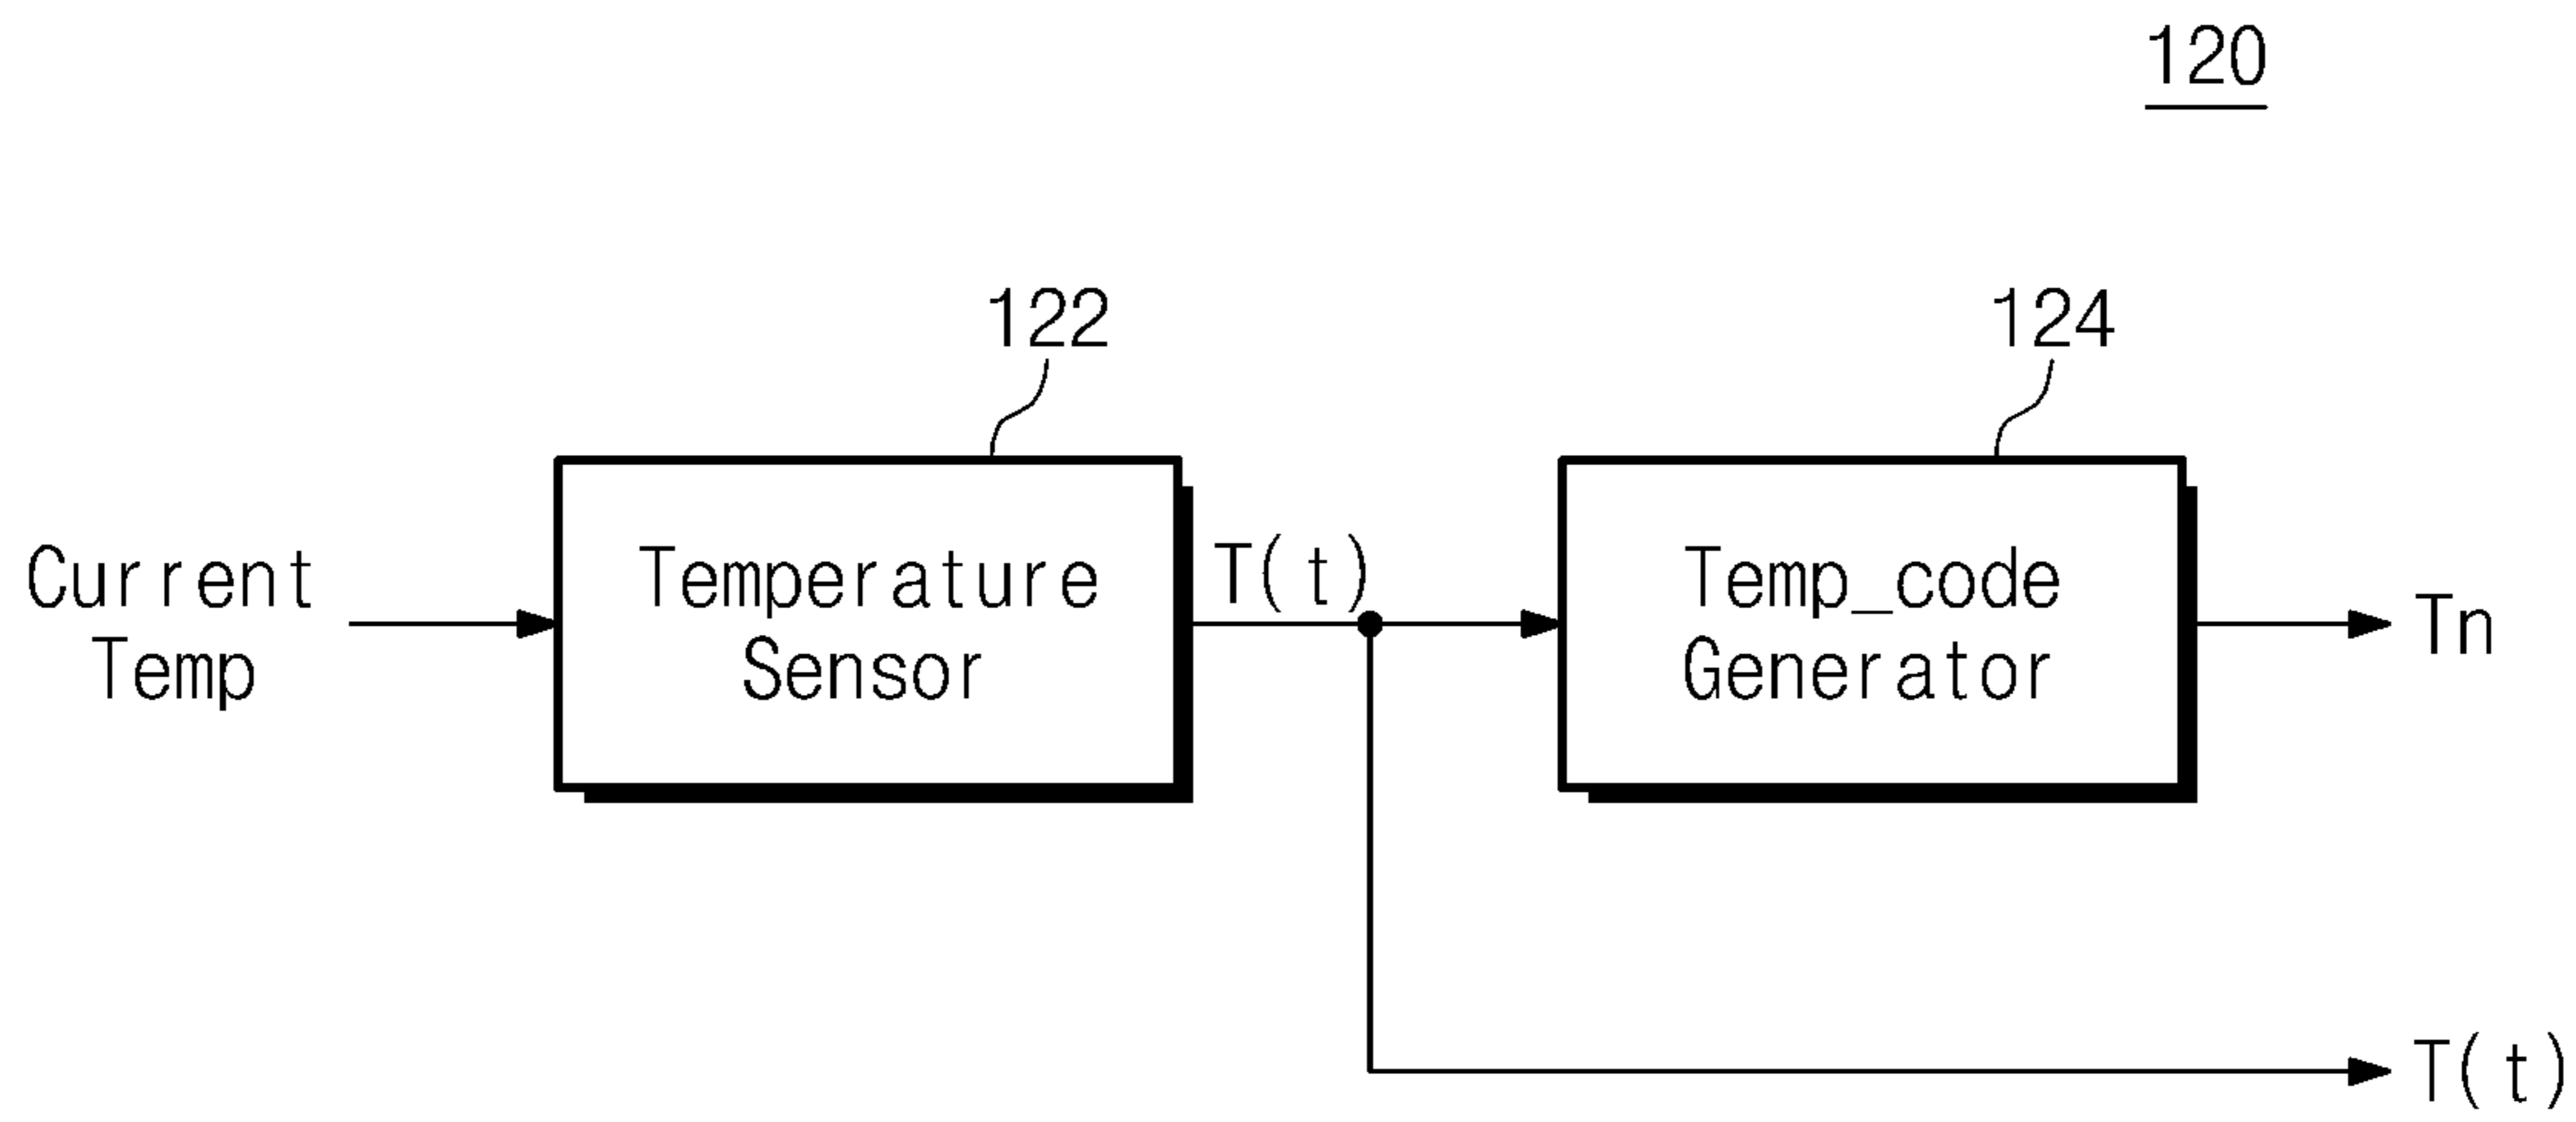 120
122
124
Current
Temp
Temperature
Sensor
T(t)
Temp_code
Generator
Tn
T(t)